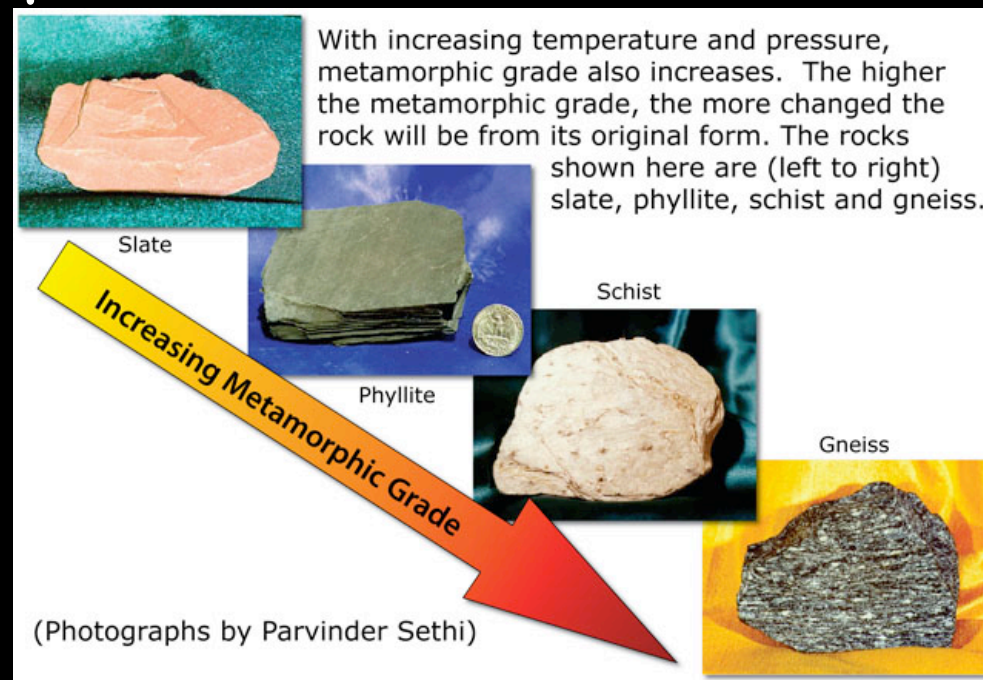 With increasing temperature and pressure,
metamorphic grade also increases.  The higher
the metamorphic grade, the more changed the
rock will be from its original form. The rocks
shown here are (left to right)
slate, phyllite, schist and gneiss.
Slate
Schist
Increasing Metamorphic Grade
Phyllite
Gneiss
(Photographs by Parvinder Sethi)